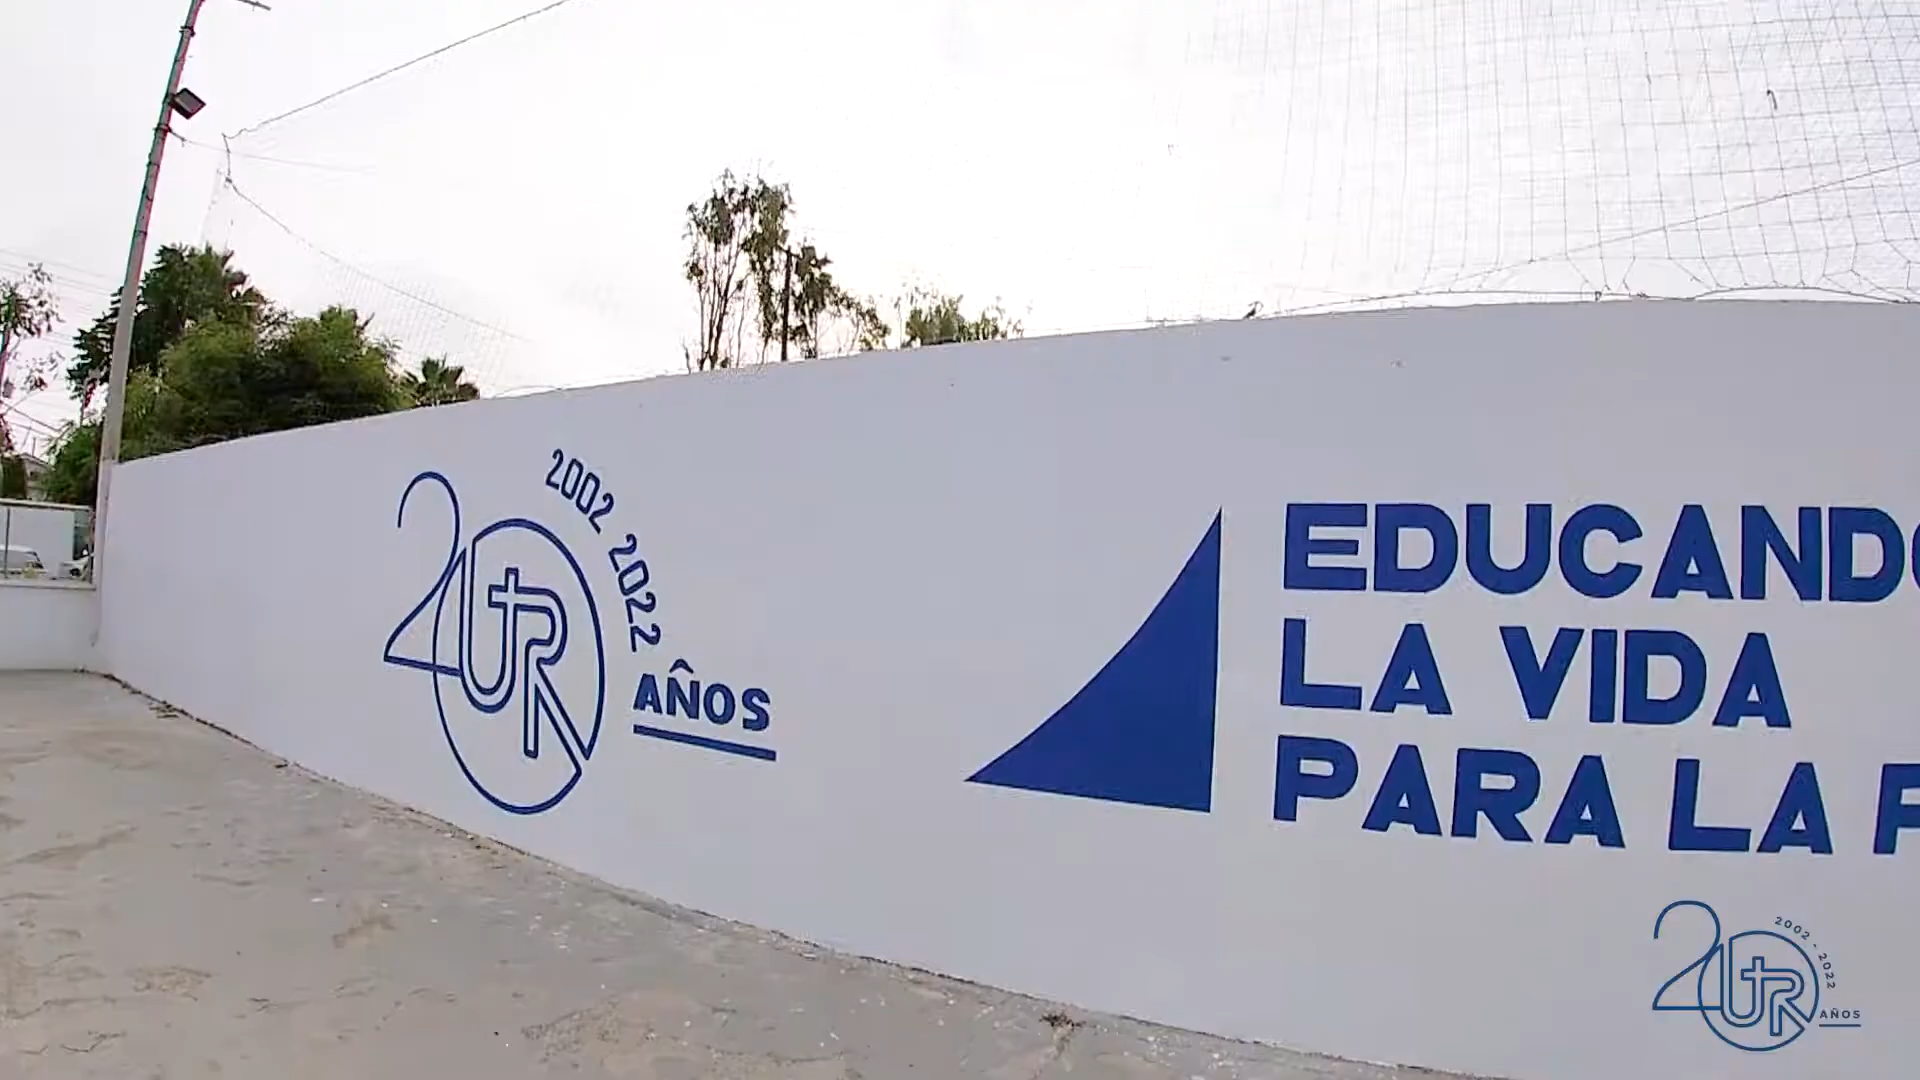 2002 2022
20 UR
AÑOS
EDUCANDO
LA VIDA
PARA LA
2002 - 2022
20 UR
AÑOS